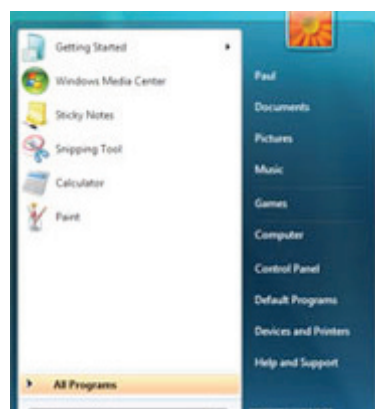 Getting Started
Windows Media Center
Sticky Notes
Snipping Tool
Calculator
Paint
All Programs
Paul
Documents
Pictures
Music
Games
Computer
Control Panel
Default Programs
Devices and Printers
Help and Support